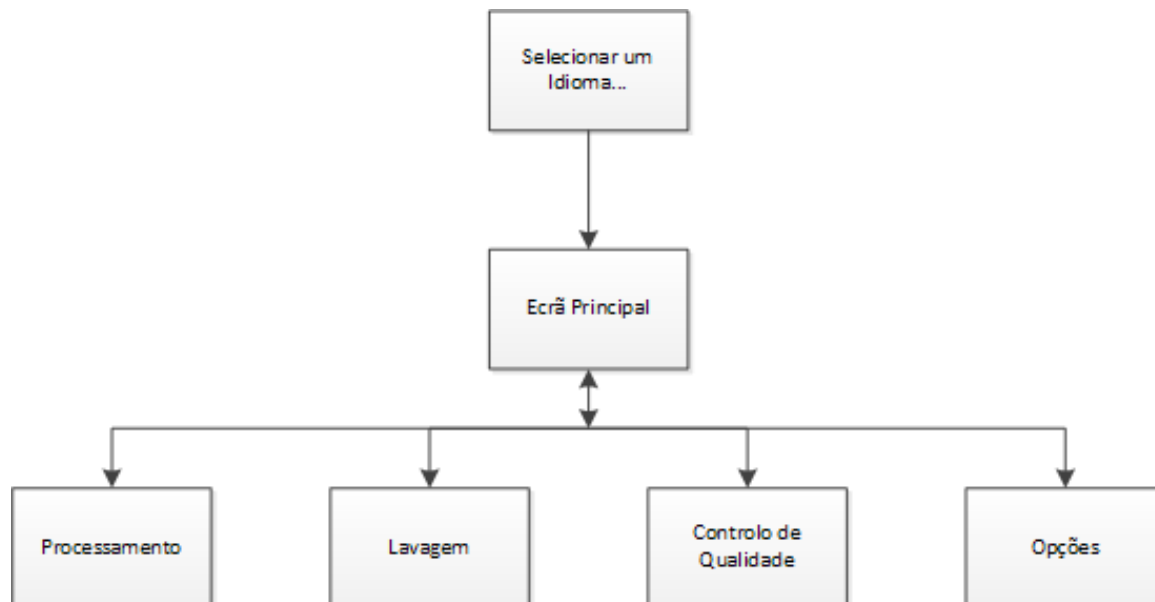 Selecionar um
Idioma...
Ecrã Principal
Processamento
Lavagem
Controlo de
Qualidade
Opções